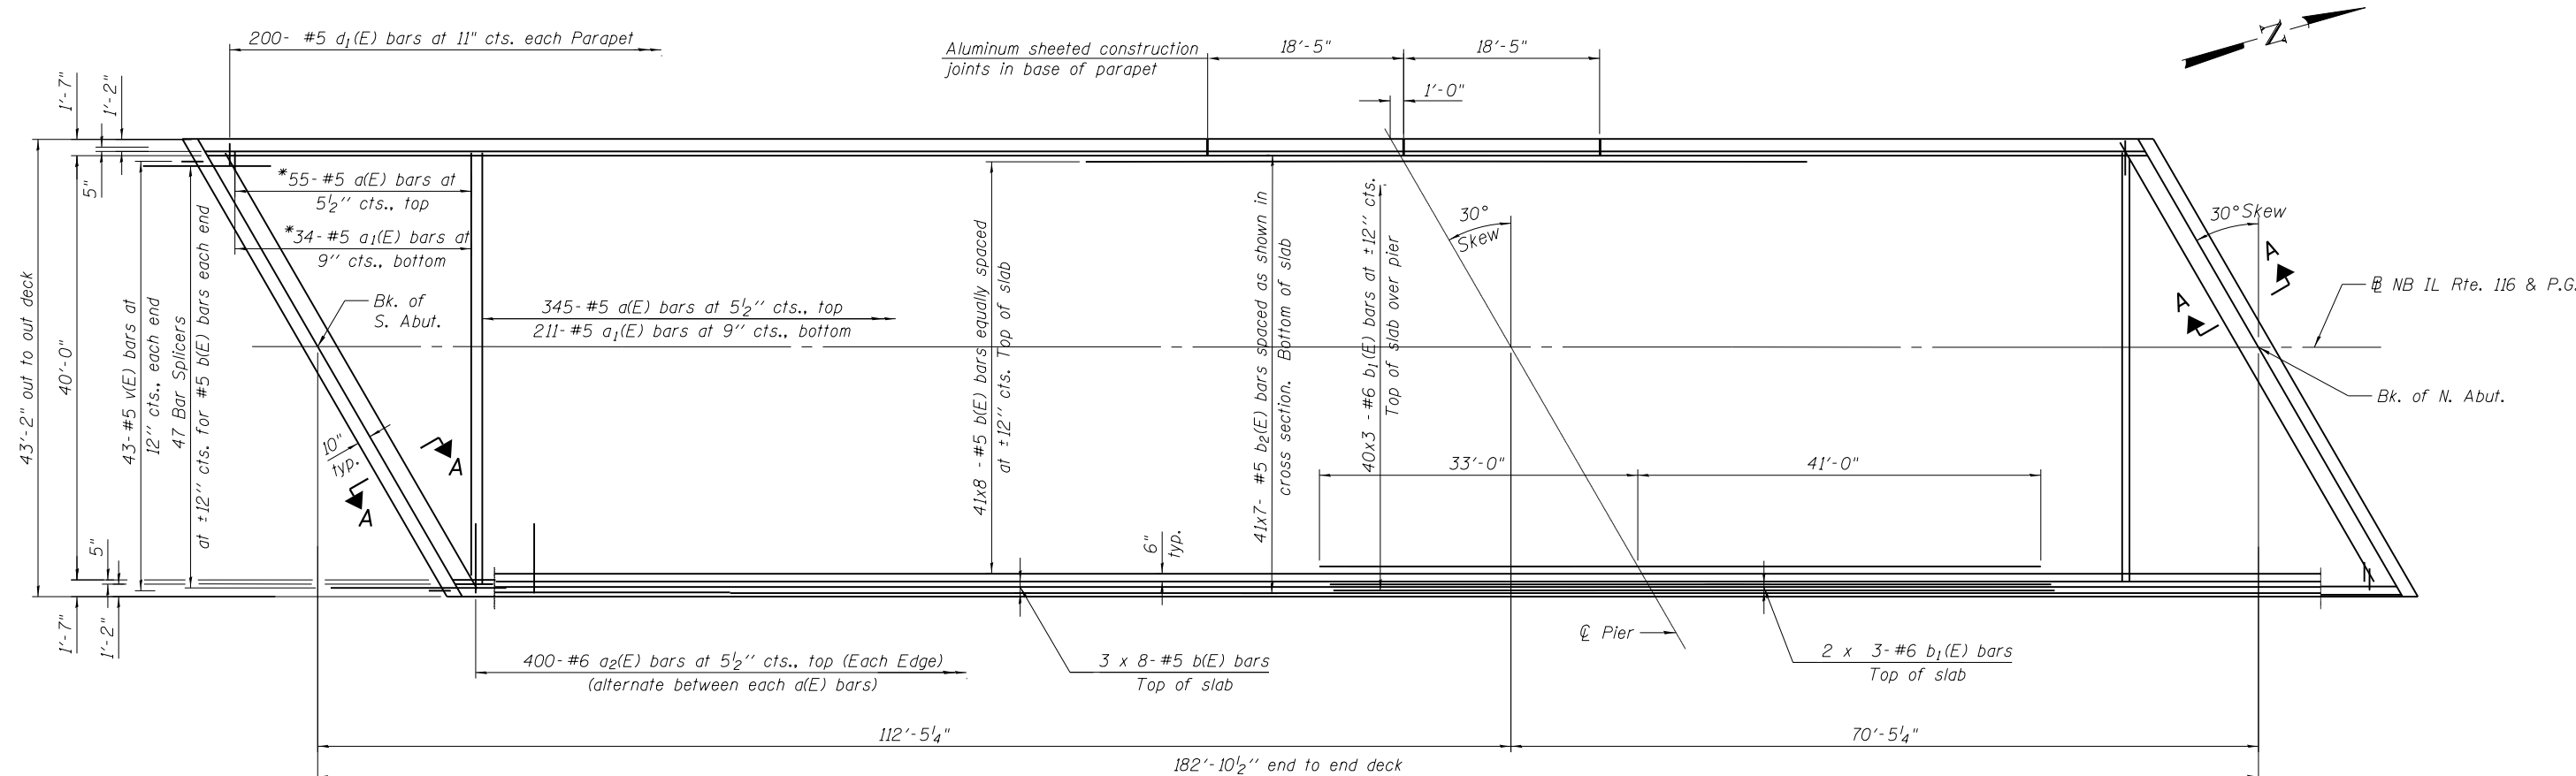 200- #5 d1(E) bars at 11" cts. each Parapet
Aluminum sheeted construction
joints in base of parapet
18'-5"
18'-5"
1'-0"
N
1'-7"
1'-2"
5"
43'-2" out to out deck
40'-0"
43-#5 v(E) bars at
12" cts., each end
47 Bar Splicers
at ±12" cts. for #5 b(E) bars each end
*55-#5 a(E) bars at
5½" cts., top
*34-#5 a1(E) bars at
9" cts., bottom
Bk. of
S. Abut.
345-#5 a(E) bars at 5½" cts., top
211-#5 a1(E) bars at 9" cts., bottom
41x8 - #5 b(E) bars equally spaced
at ±12" cts. Top of slab
41x7- #5 b2(E) bars spaced as shown in
cross section. Bottom of slab
40x3 -#6 b1(E) bars at ±12" cts.
Top of slab over pier
30°
Skew
30° Skew
A
A
℔ NB IL Rte. 116 & P.G.
Bk. of N. Abut.
10"
typ.
A
A
33'-0"
41'-0"
6"
typ.
5"
1'-7"
1'-2"
℄ Pier
400-#6 a2(E) bars at 5½" cts., top (Each Edge)
(alternate between each a(E) bars)
3 x 8-#5 b(E) bars
Top of slab
2 x 3-#6 b1(E) bars
Top of slab
112'-5¼"
70'-5¼"
182'-10½" end to end deck